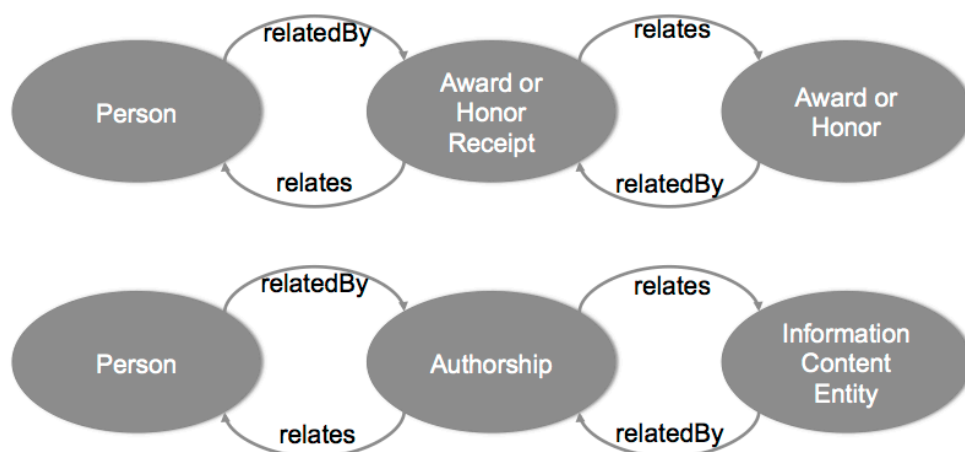 relatedBy
relates
Person
Award or
Honor
Receipt
Award or
Honor
relates
relatedBy
relatedBy
relates
Person
Authorship
Information
Content
Entity
relates
relatedBy